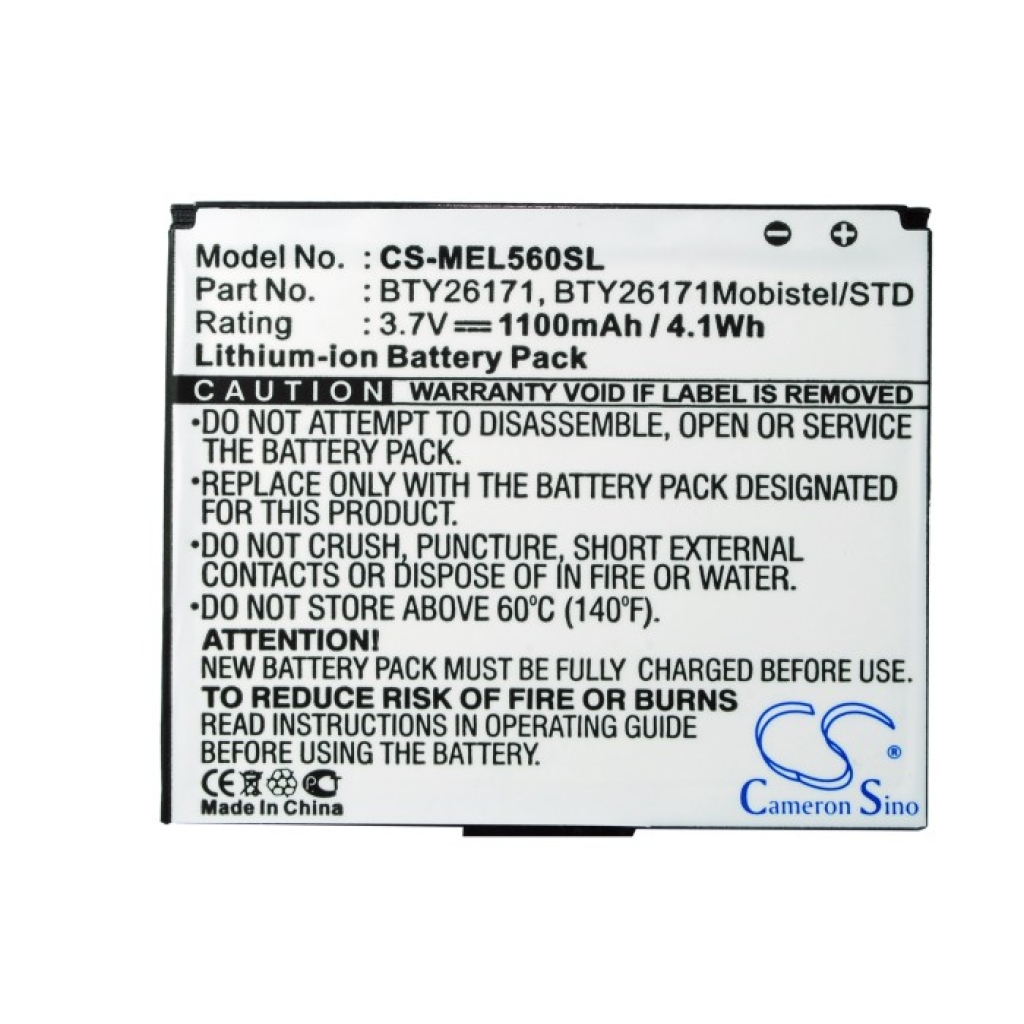 Model No. : CS-MEL560SL
Part No. : BTY26171, BTY26171Mobistel/STD
Rating : 3.7V 1100mAh / 4.1Wh
Lithium-ion Battery Pack
CAUTION WARRANTY VOID IF LABEL IS REMOVED
•DO NOT ATTEMPT TO DISASSEMBLE, OPEN OR SERVICE
THE BATTERY PACK.
•REPLACE ONLY WITH THE BATTERY PACK DESIGNATED
FOR THIS PRODUCT.
•DO NOT CRUSH, PUNCTURE, SHORT EXTERNAL
CONTACTS OR DISPOSE OF IN FIRE OR WATER.
•DO NOT STORE ABOVE 60°C (140°F).
ATTENTION!
NEW BATTERY PACK MUST BE FULLY CHARGED BEFORE USE.
TO REDUCE RISK OF FIRE OR BURNS
READ INSTRUCTIONS IN OPERATING GUIDE
BEFORE USING THE BATTERY.
CE
Made In China
CS ®
Cameron Sino